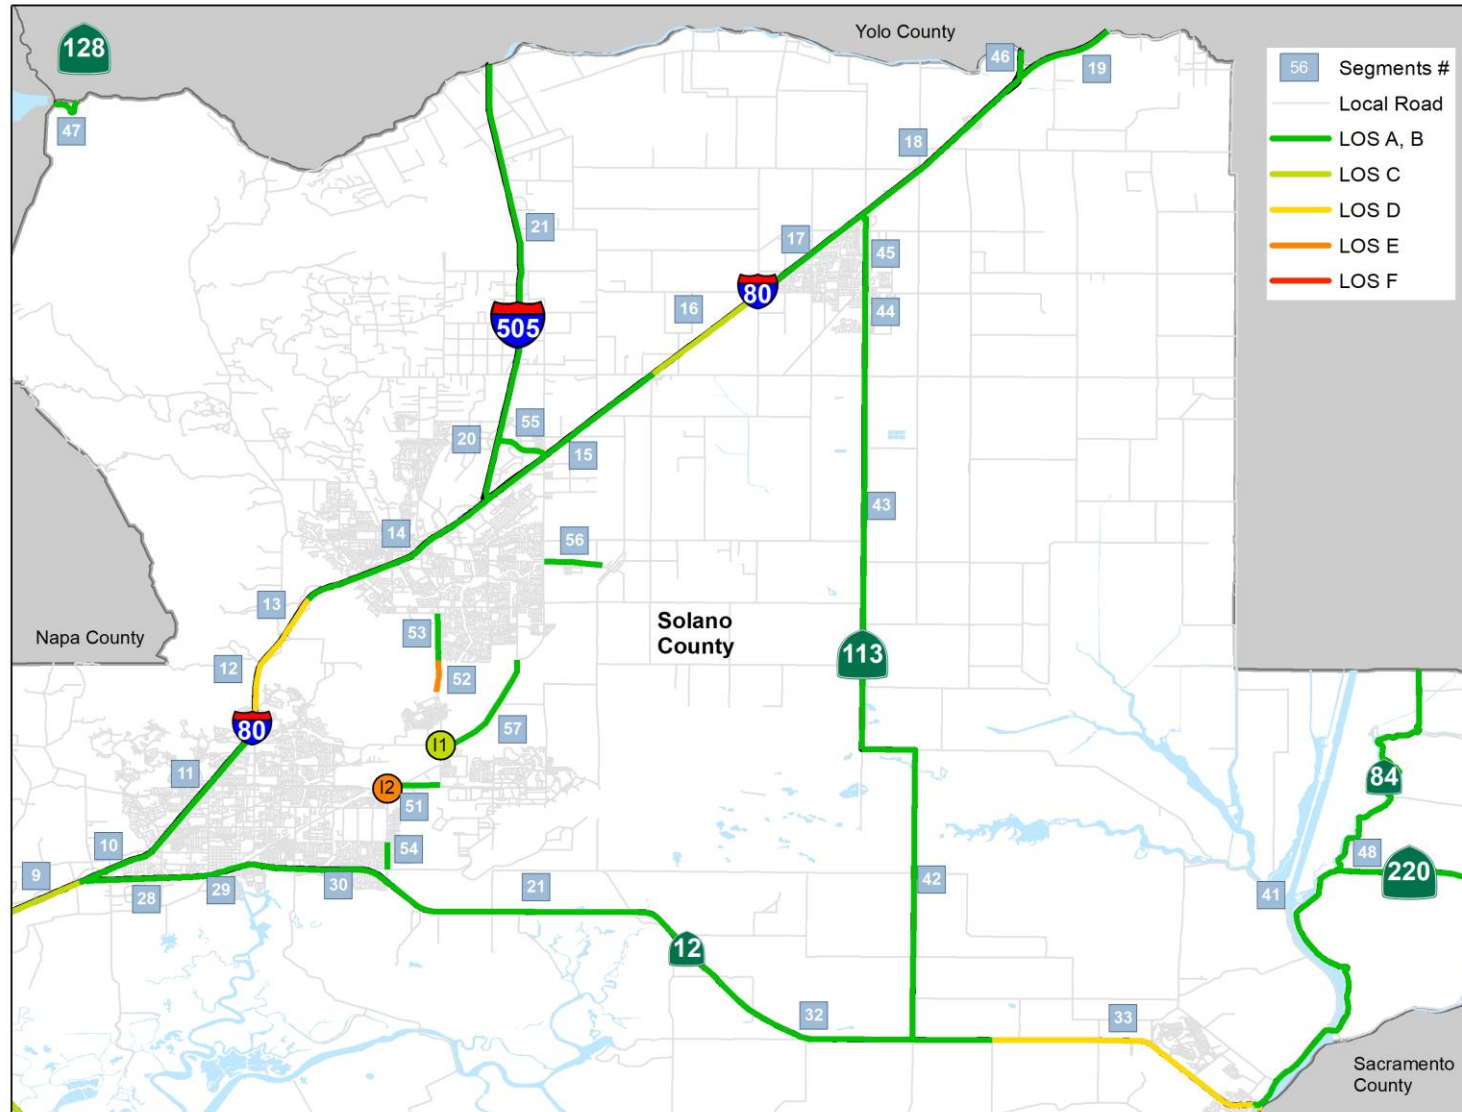 128
Yolo County
46
19
56 Segments #
Local Road
LOS A, B
LOS C
LOS D
LOS E
LOS F
47
18
21
17
45
80
16
44
505
55
20
15
43
14
56
13
53
Solano
County
Napa County
12
52
113
80
57
I1
11
84
I2
51
10
54
48
9
220
28
29
30
21
42
41
12
32
33
Sacramento
County